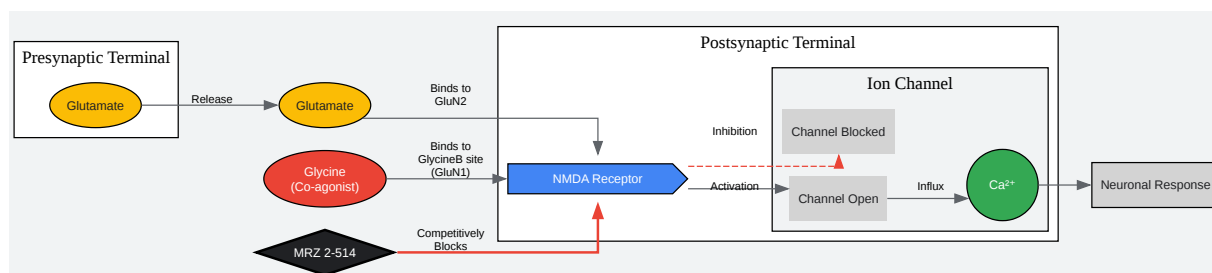 Postsynaptic Terminal
Presynaptic Terminal
Ion Channel
Glutamate
Release
Glutamate
Binds to
GluN2
Inhibition
Channel Blocked
Glycine
(Co-agonist)
Binds to
GlycineB site
(GluN1)
NMDA Receptor
Activation
Channel Open
Influx
Ca²⁺
Neuronal Response
MRZ 2-514
Competitively
Blocks